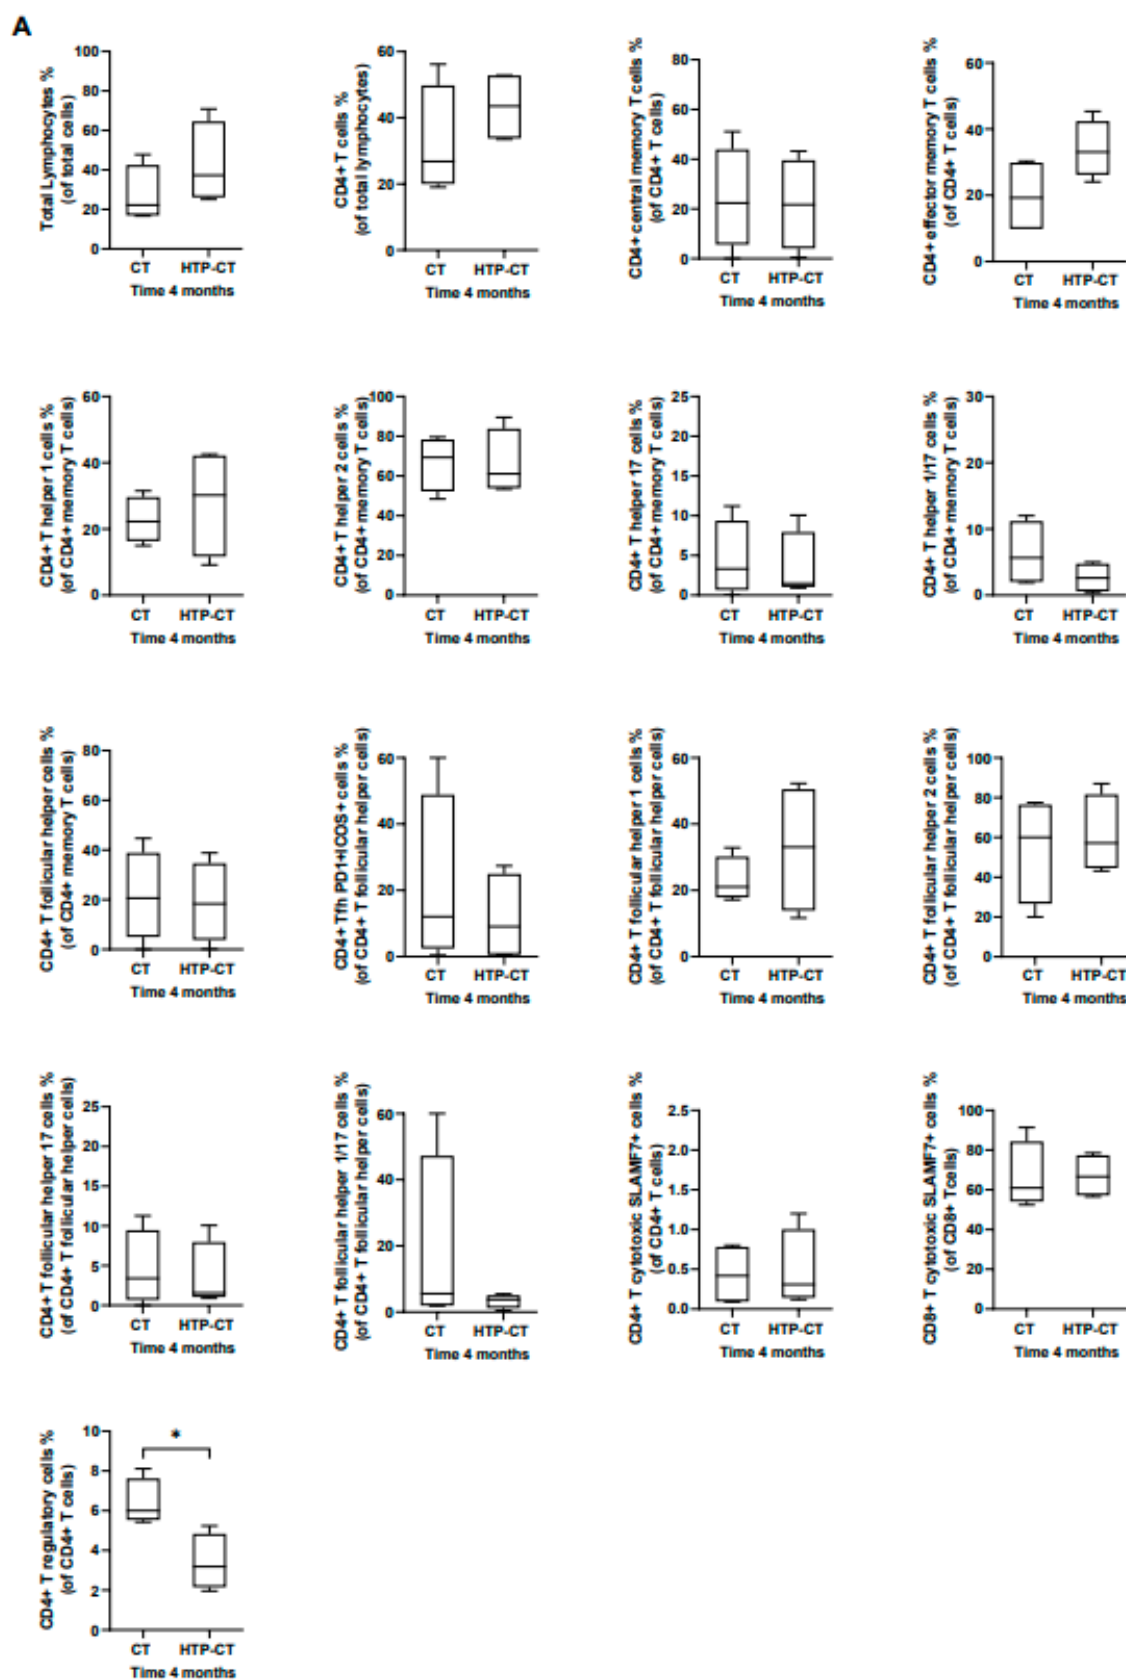 A
Total Lymphocytes %
(of total cells)
100
80
60
40
20
0
CT HTP-CT
Time 4 months
CD4+ T cells %
(of total lymphocytes)
60
40
20
0
CT HTP-CT
Time 4 months
CD4+ central memory T cells %
(of CD4+ T cells)
80
60
40
20
0
CT HTP-CT
Time 4 months
CD4+ effector memory T cells %
(of CD4+ T cells)
60
40
20
0
CT HTP-CT
Time 4 months
CD4+ T helper 1 cells %
(of CD4+ memory T cells)
60
40
20
0
CT HTP-CT
Time 4 months
CD4+ T helper 2 cells %
(of CD4+ memory T cells)
100
80
60
40
20
0
CT HTP-CT
Time 4 months
CD4+ T helper 17 cells %
(of CD4+ memory T cells)
25
20
15
10
5
0
CT HTP-CT
Time 4 months
CD4+ T helper 1/17 cells %
(of CD4+ memory T cells)
30
20
10
0
CT HTP-CT
Time 4 months
CD4+ T follicular helper cells %
(of CD4+ memory T cells)
80
60
40
20
0
CT HTP-CT
Time 4 months
CD4+ Tfh PD1+ICOS+ cells %
(of CD4+ T follicular helper cells)
60
40
20
0
CT HTP-CT
Time 4 months
CD4+ T follicular helper 1 cells %
(of CD4+ T follicular helper cells)
60
40
20
0
CT HTP-CT
Time 4 months
CD4+ T follicular helper 2 cells %
(of CD4+ T follicular helper cells)
100
80
60
40
20
0
CT HTP-CT
Time 4 months
CD4+ T follicular helper 17 cells %
(of CD4+ T follicular helper cells)
25
20
15
10
5
0
CT HTP-CT
Time 4 months
CD4+ T follicular helper 1/17 cells %
(of CD4+ T follicular helper cells)
60
40
20
0
CT HTP-CT
Time 4 months
CD4+ T cytotoxic SLAMF7+ cells %
(of CD4+ T cells)
2.5
2.0
1.5
1.0
0.5
0.0
CT HTP-CT
Time 4 months
CD8+ T cytotoxic SLAMF7+ cells %
(of CD8+ Tcells)
100
80
60
40
20
0
CT HTP-CT
Time 4 months
CD4+ T regulatory cells %
(of CD4+ T cells)
10
8
6
4
2
0
*
CT HTP-CT
Time 4 months